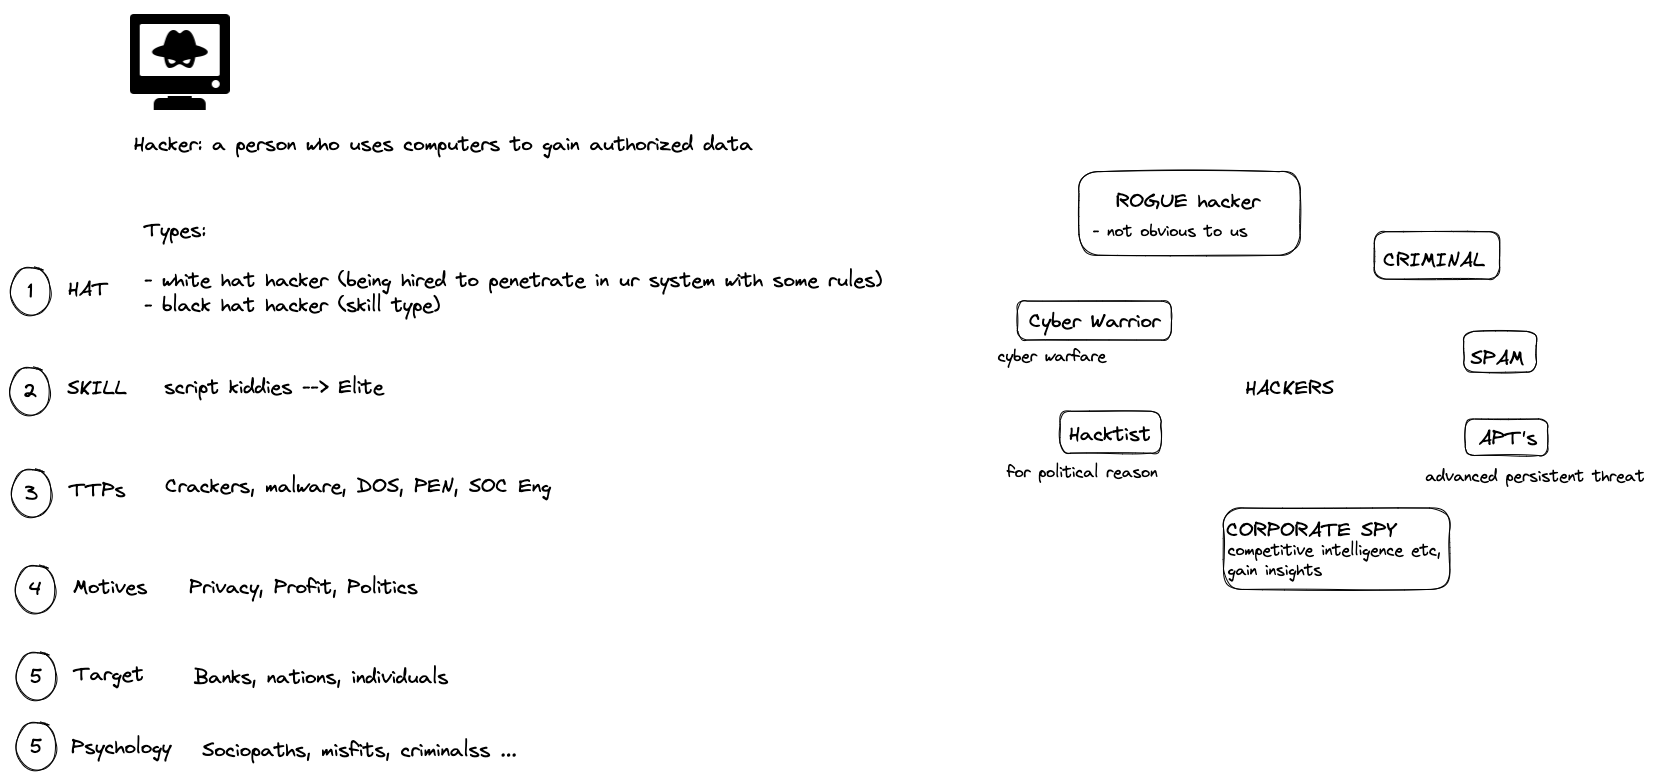 Hacker: a person who uses computers to gain authorized data
Types:
1 HAT
- white hat hacker (being hired to penetrate in ur system with some rules)
- black hat hacker (skill type)
2 SKILL script kiddies --> Elite
3 TTPs Crackers, malware, DOS, PEN, SOC Eng
4 Motives Privacy, Profit, Politics
5 Target Banks, nations, individuals
5 Psychology Sociopaths, misfits, criminalss ...
ROGUE hacker
- not obvious to us
CRIMINAL
Cyber Warrior
cyber warfare
SPAM
HACKERS
Hacktist
for political reason
APT's
advanced persistent threat
CORPORATE SPY
competitive intelligence etc,
gain insights